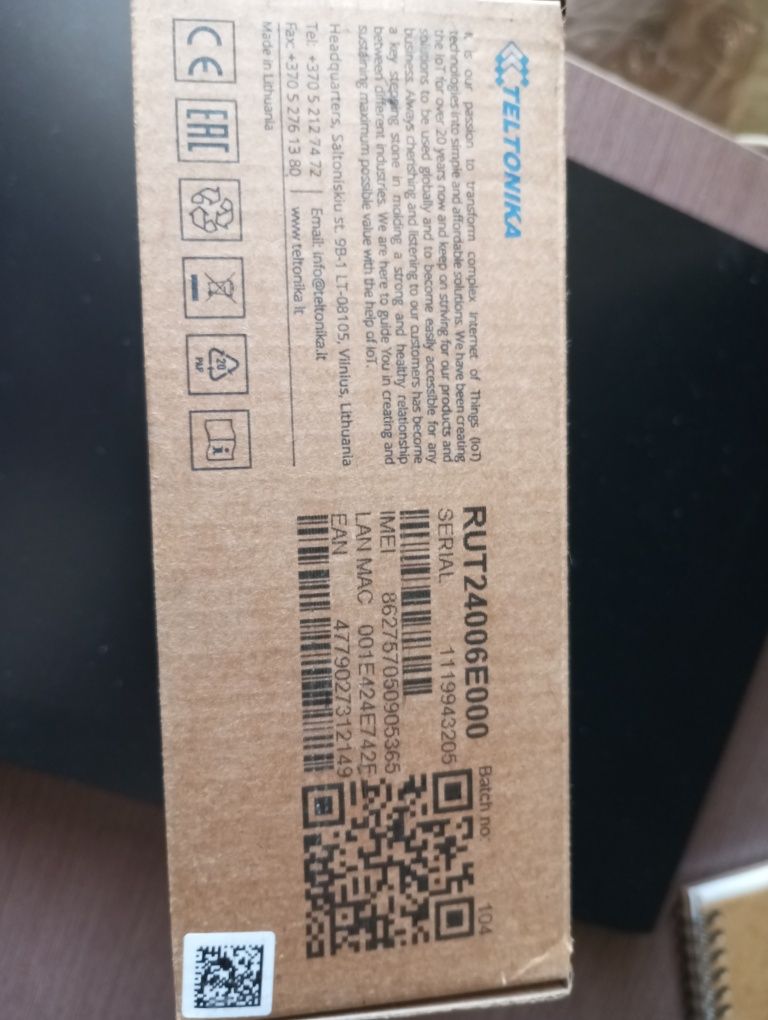 TELTONIKA
It, is our passion to transform complex Internet of Things (IoT)
technologies into simple and affordable solutions. We have been creating
the IoT for over 20 years now and keep on striving for our products and
solutions to be used globally and to become easily accessible for any
business. Always cherishing and listening to our customers has become
a key stepping stone in molding a strong and healthy relationship
between different industries. We are here to guide You in creating and
sustaining maximum possible value with the help of IoT.
Headquarters, Saltoniskiu st. 9B-1 LT-08105, Vilnius, Lithuania
Tel: +370 5 212 74 72 | Email: info@teltonika.lt
Fax: +370 5 276 13 80 | www.teltonika.lt
Made in Lithuania
CE
EAC
20
PAP
i
RUT24006E000 Batch no: 104
SERIAL 1119943205
IMEI 862757050905365
LAN MAC 001E424E742F
EAN 4779027312149